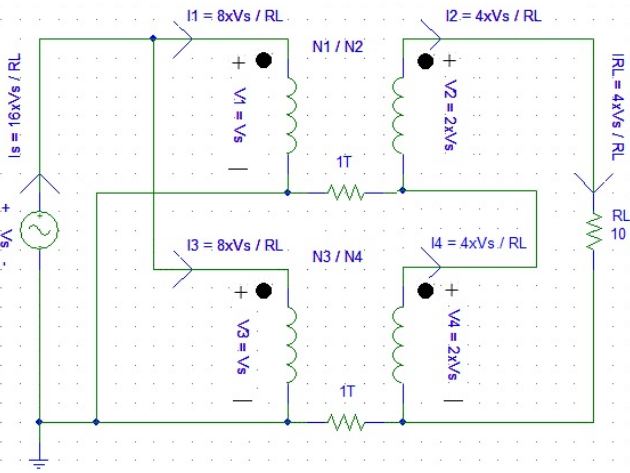 I1 = 8xVs / RL
I2 = 4xVs / RL
N1 / N2
Is = 16xVs / RL
+
V1 = Vs
—
+
V2 = 2xVs
IRL = 4xVs / RL
1T
+
Vs
-
RL
10
I3 = 8xVs / RL
N3 / N4
I4 = 4xVs / RL
+
V3 = Vs
—
+
V4 = 2xVs
—
1T